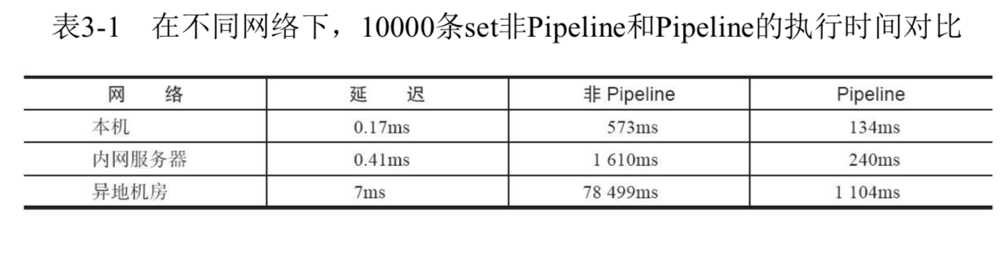 表3-1 在不同网络下，10000条set非Pipeline和Pipeline的执行时间对比
网 络 延 迟 非 Pipeline Pipeline
本机 0.17ms 573ms 134ms
内网服务器 0.41ms 1 610ms 240ms
异地机房 7ms 78 499ms 1 104ms